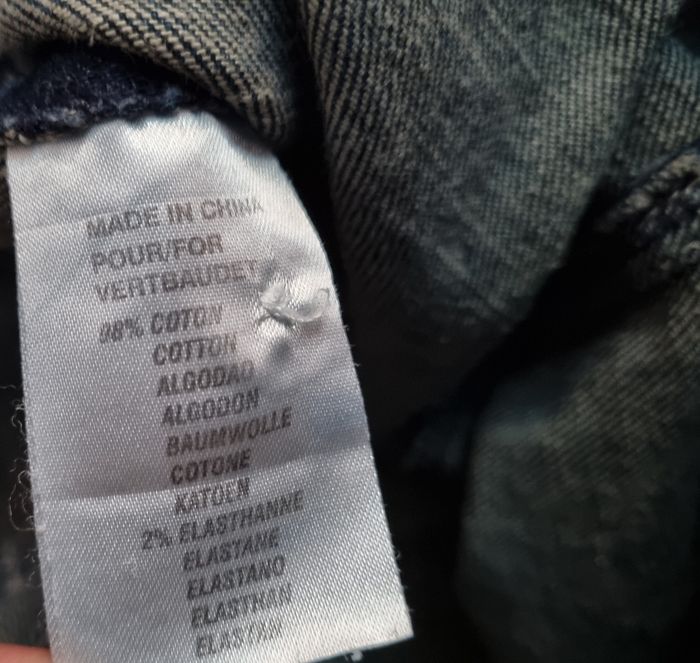 MADE IN CHINA
POUR/FOR
VERTBAUDET
98% COTON
COTTON
ALGODAO
ALGODON
BAUMWOLLE
COTONE
KATOEN
2% ELASTHANNE
ELASTANE
ELASTANO
ELASTHAN
ELASTAN